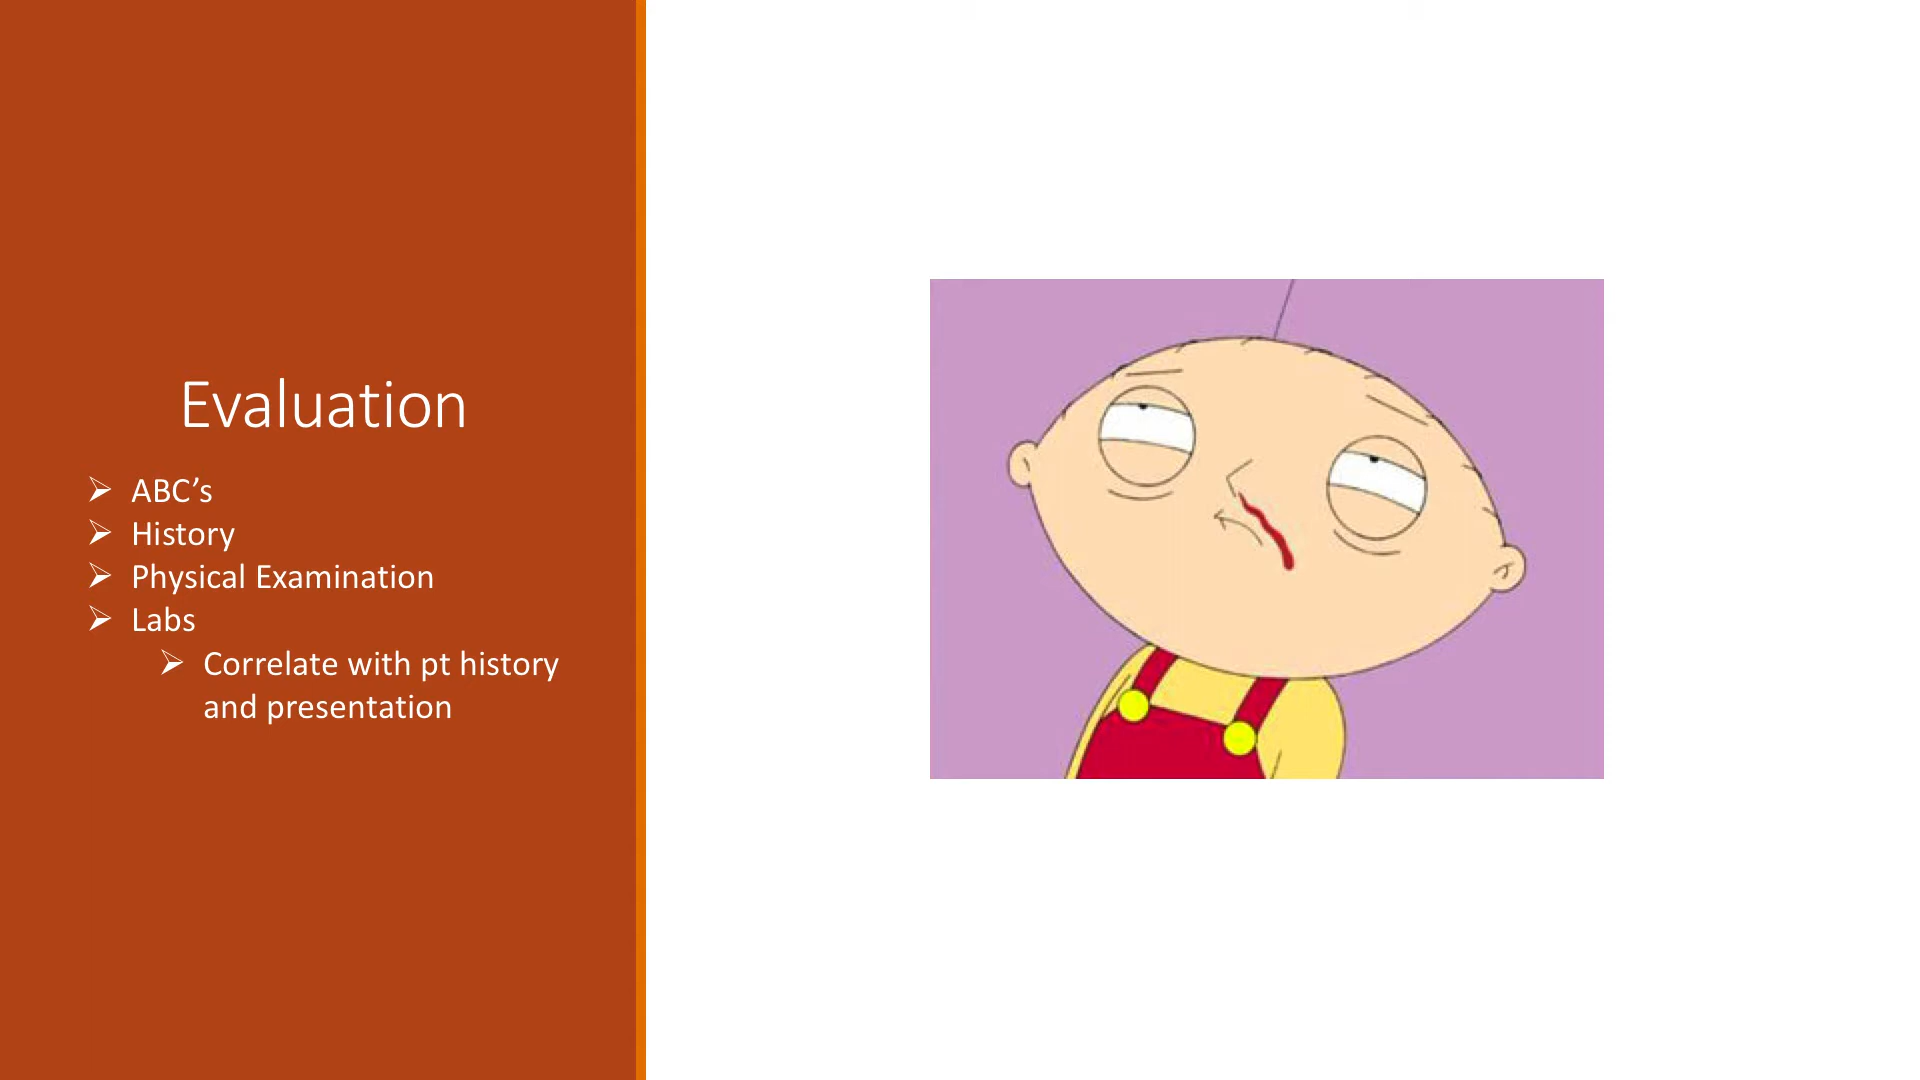 Evaluation
➢ ABC’s
➢ History
➢ Physical Examination
➢ Labs
➢ Correlate with pt history
and presentation